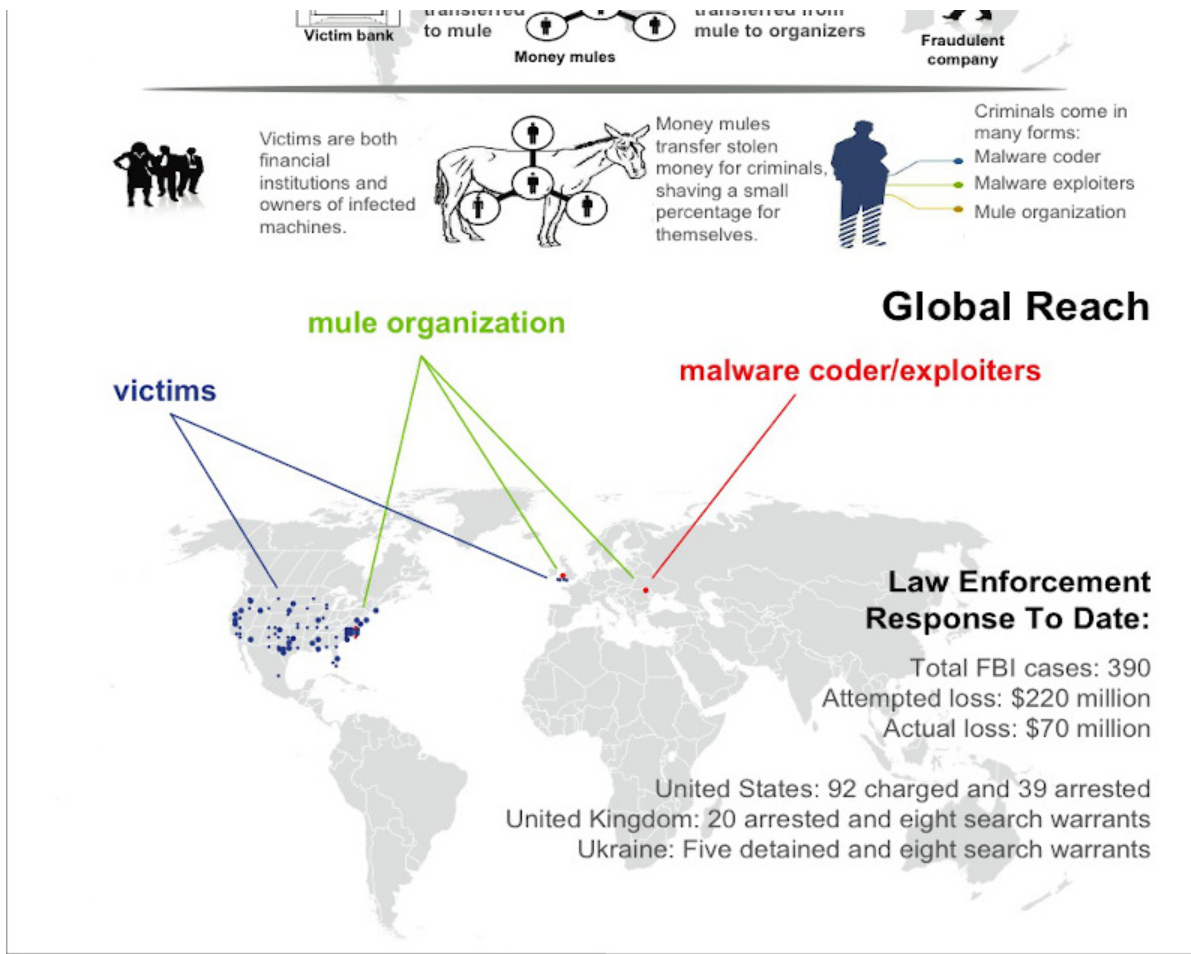 transferred
to mule
transferred from
mule to organizers
Victim bank
Money mules
Fraudulent
company
Victims are both
financial
institutions and
owners of infected
machines.
Money mules
transfer stolen
money for criminals,
shaving a small
percentage for
themselves.
Criminals come in
many forms:
Malware coder
Malware exploiters
Mule organization
Global Reach
mule organization
malware coder/exploiters
victims
Law Enforcement
Response To Date:
Total FBI cases: 390
Attempted loss: $220 million
Actual loss: $70 million
United States: 92 charged and 39 arrested
United Kingdom: 20 arrested and eight search warrants
Ukraine: Five detained and eight search warrants